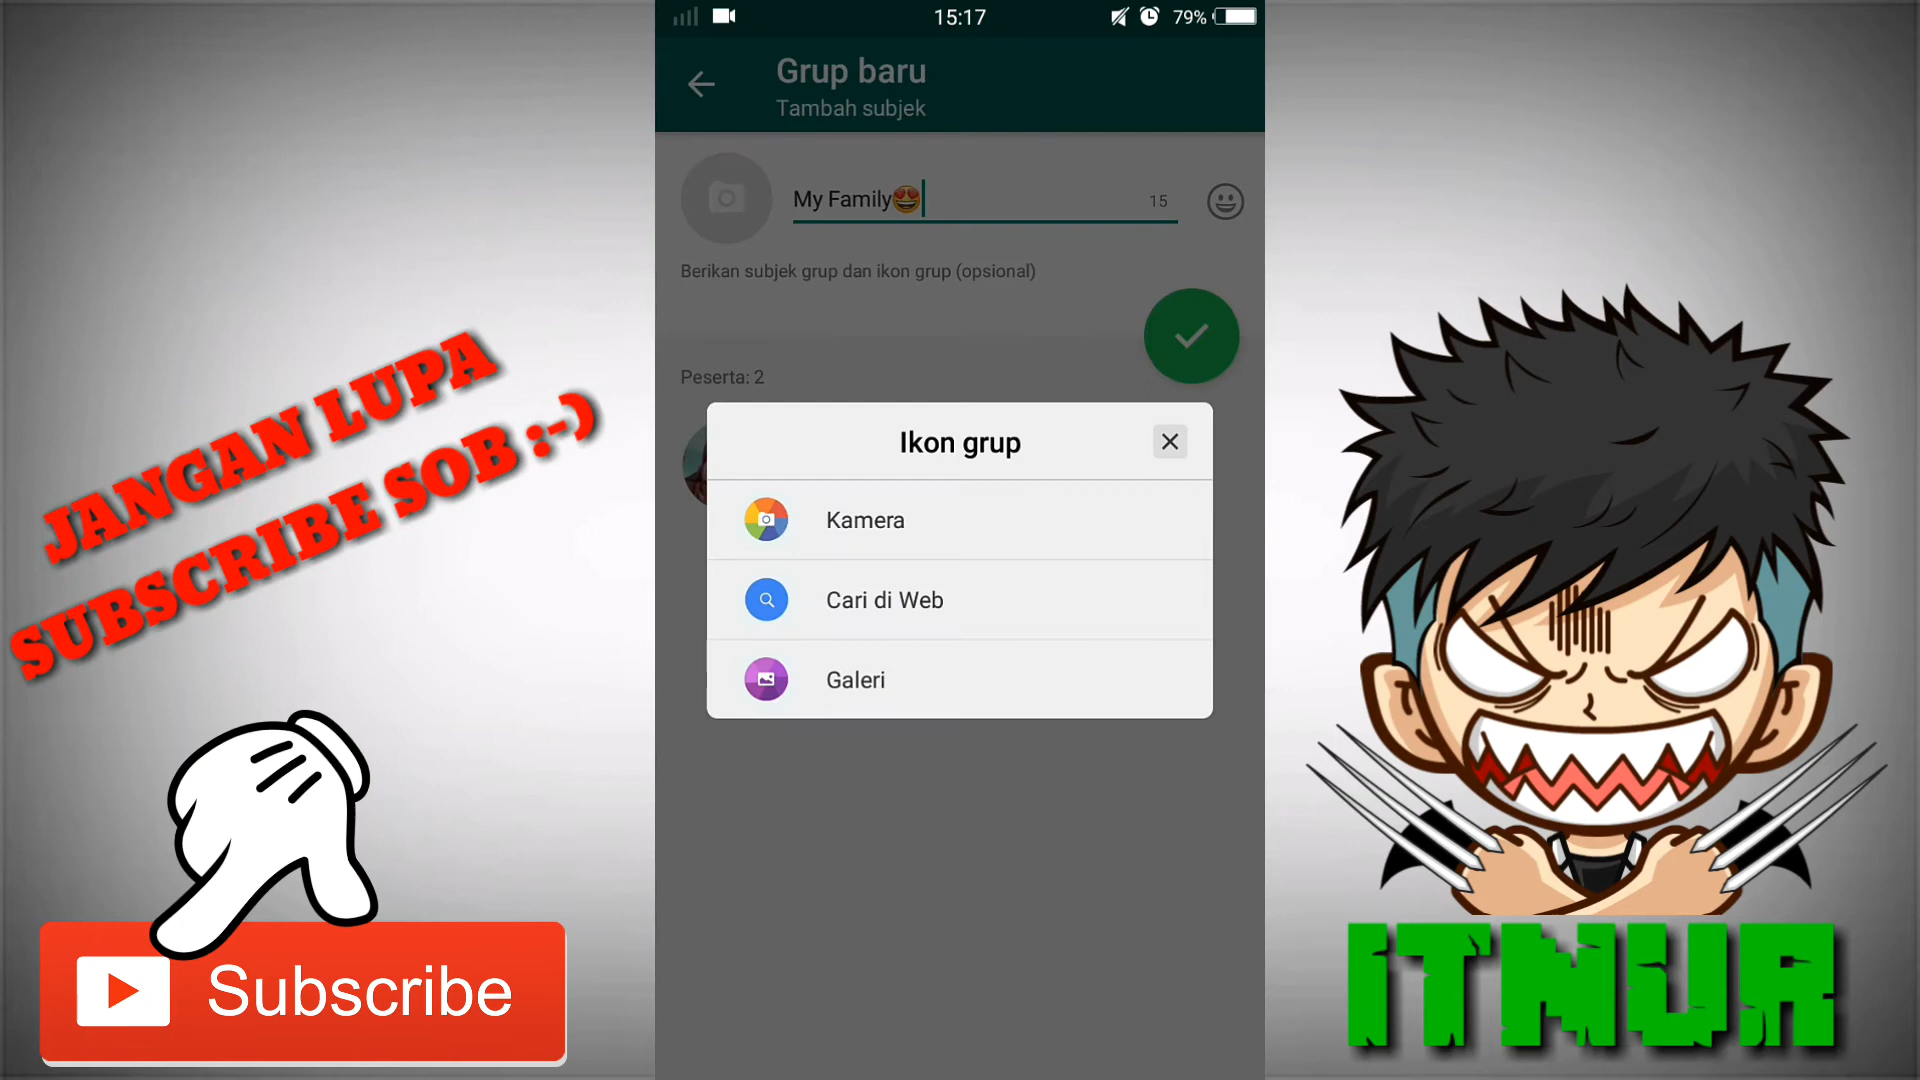 15:17
79%
Grup baru
Tambah subjek
My Family😍
15
Berikan subjek grup dan ikon grup (opsional)
Peserta: 2
Ikon grup
Kamera
Cari di Web
Galeri
JANGAN LUPA
SUBSCRIBE SOB :-)
Subscribe
ITNUR